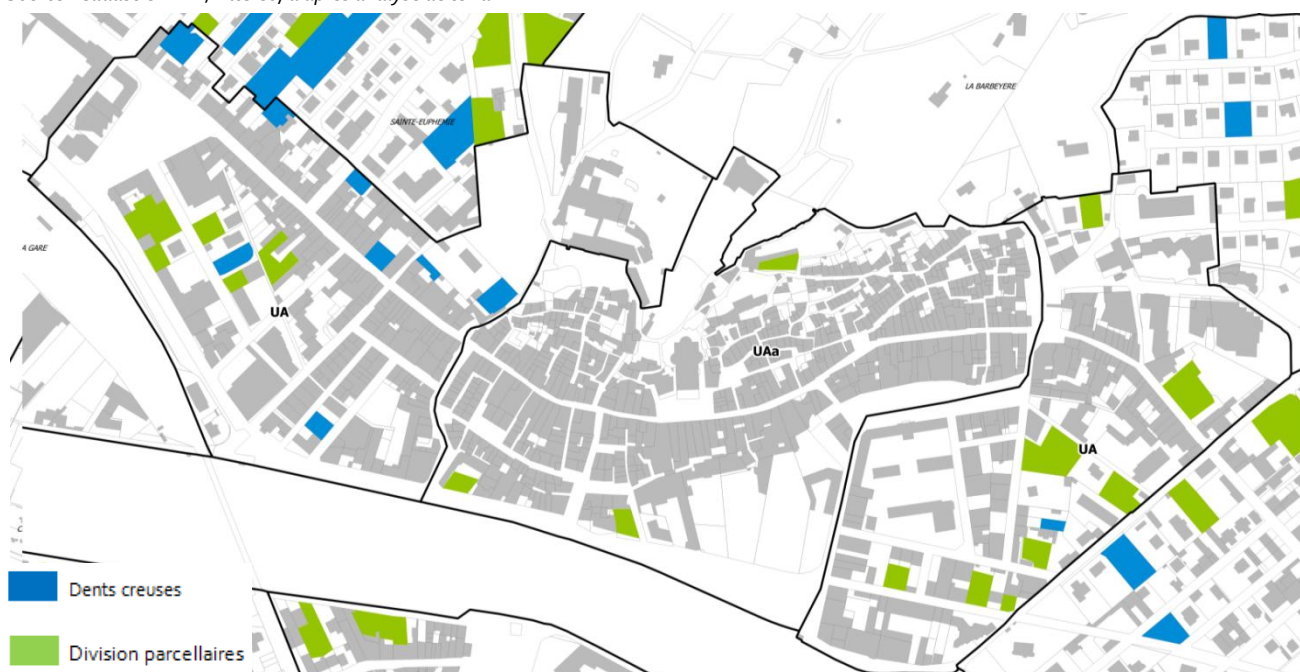 LA BARBEYERE
SAINTE-EUPHEMIE
A GARE
UA
UAa
UA
Dents creuses
Division parcellaires